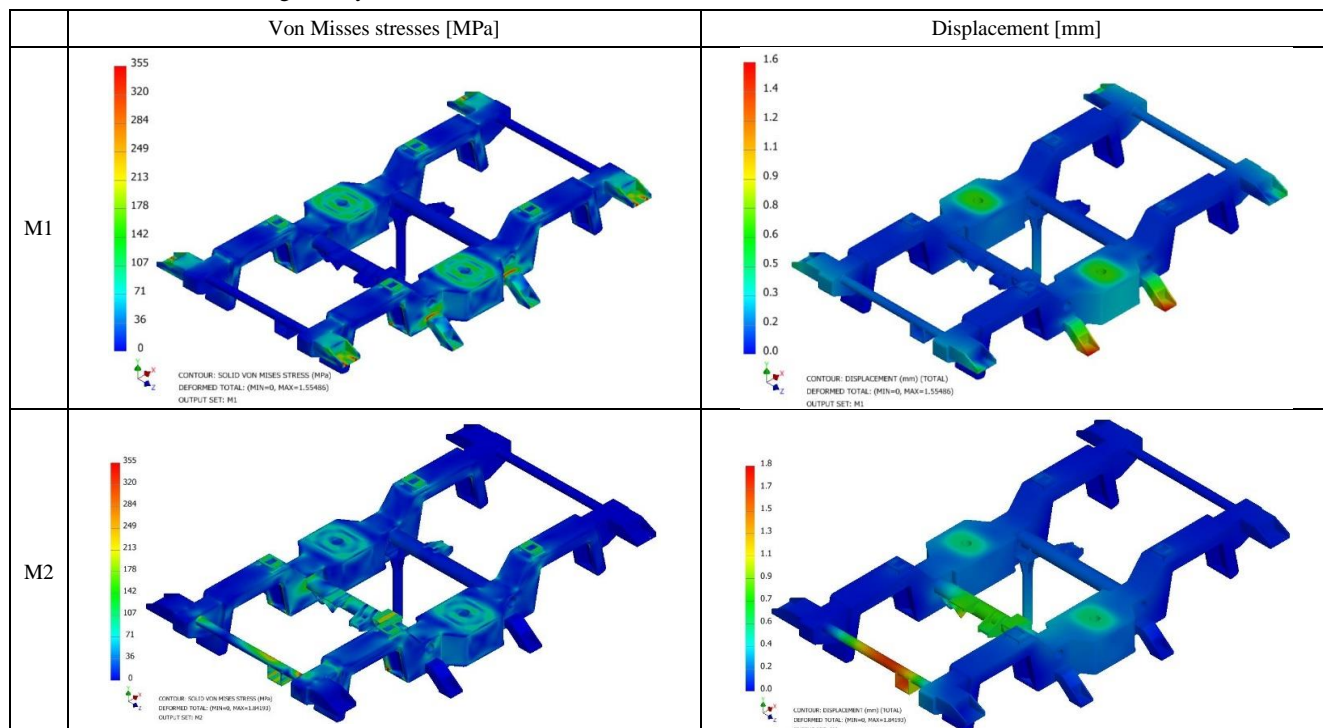 Von Misses stresses [MPa]
Displacement [mm]
M1
355
320
284
249
213
178
142
107
71
36
0
Y
X
Z
CONTOUR: SOLID VON MISES STRESS (MPa)
DEFORMED TOTAL: (MIN=0, MAX=1.55486)
OUTPUT SET: M1
1.6
1.4
1.2
1.1
0.9
0.8
0.6
0.5
0.3
0.2
0.0
Y
X
Z
CONTOUR: DISPLACEMENT (mm) (TOTAL)
DEFORMED TOTAL: (MIN=0, MAX=1.55486)
OUTPUT SET: M1
M2
355
320
284
249
213
178
142
107
71
36
0
Y
X
Z
CONTOUR: SOLID VON MISES STRESS (MPa)
DEFORMED TOTAL: (MIN=0, MAX=1.84193)
OUTPUT SET: M2
1.8
1.7
1.5
1.3
1.1
0.9
0.7
0.6
0.4
0.2
0.0
Y
X
Z
CONTOUR: DISPLACEMENT (mm) (TOTAL)
DEFORMED TOTAL: (MIN=0, MAX=1.84193)